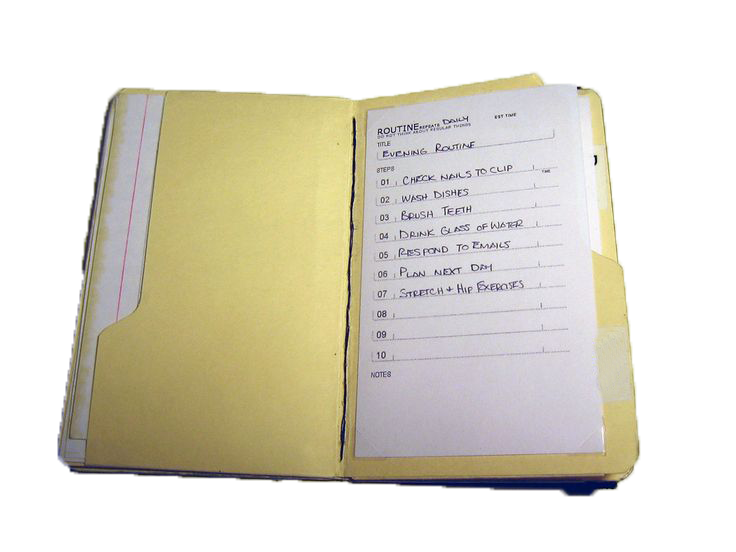 ROUTINE REPEATS DAILY EST TIME
DO NOT THINK ABOUT REGULAR THINGS
TITLE
EVENING ROUTINE
STEPS
01 CHECK NAILS TO CLIP TIME
02 WASH DISHES
03 BRUSH TEETH
04 DRINK GLASS OF WATER
05 RESPOND TO EMAILS
06 PLAN NEXT DAY
07 STRETCH + HIP EXERCISES
08
09
10
NOTES